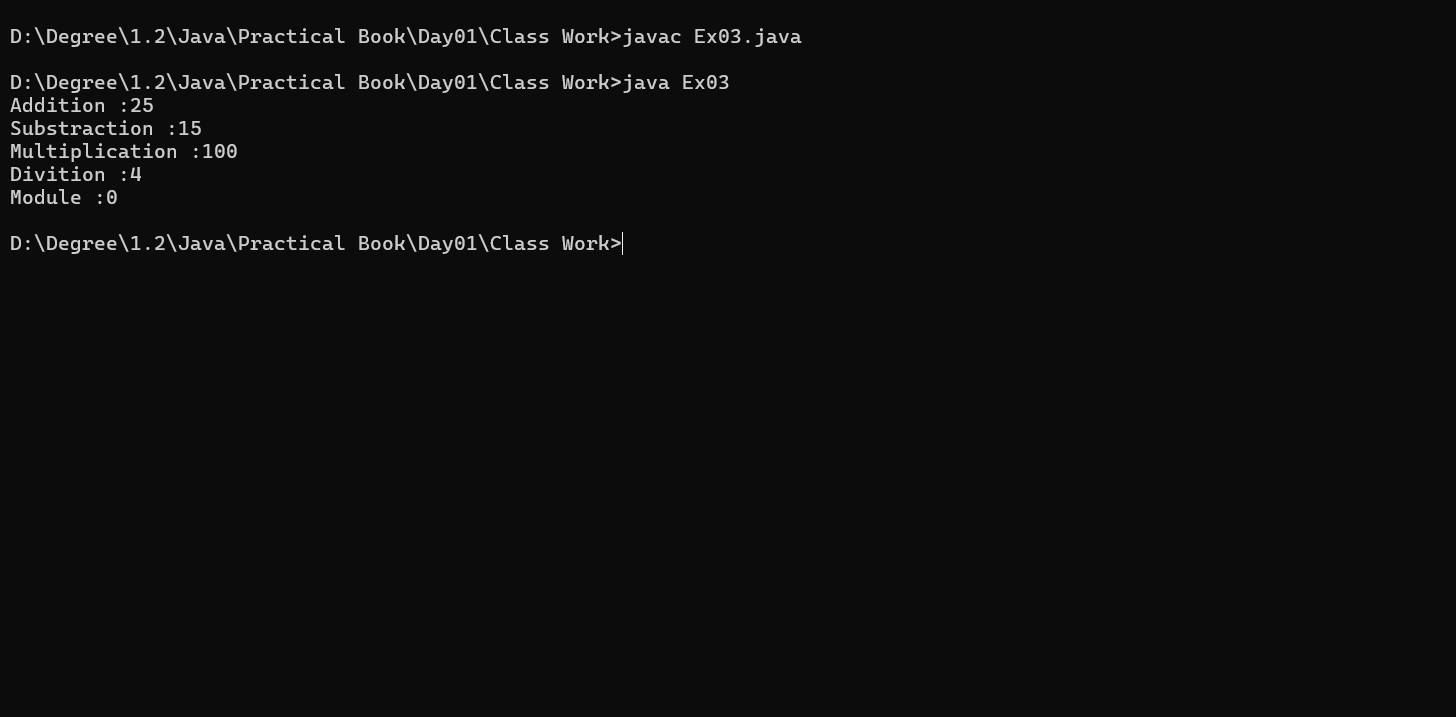 D:\Degree\1.2\Java\Practical Book\Day01\Class Work>javac Ex03.java
D:\Degree\1.2\Java\Practical Book\Day01\Class Work>java Ex03
Addition :25
Substraction :15
Multiplication :100
Divition :4
Module :0
D:\Degree\1.2\Java\Practical Book\Day01\Class Work>